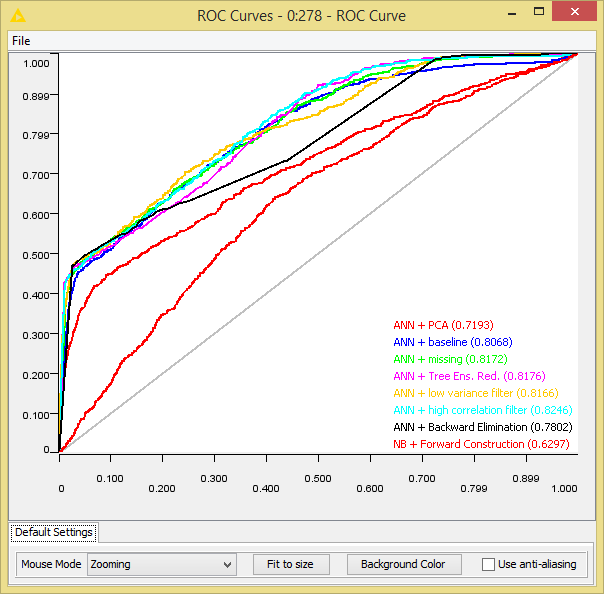 ROC Curves - 0:278 - ROC Curve
File
1.000
0.899
0.799
0.700
0.600
0.500
0.400
0.300
0.200
0.100
0
ANN + PCA (0.7193)
ANN + baseline (0.8068)
ANN + missing (0.8172)
ANN + Tree Ens. Red. (0.8176)
ANN + low variance filter (0.8166)
ANN + high correlation filter (0.8246)
ANN + Backward Elimination (0.7802)
NB + Forward Construction (0.6297)
0.100 0.300 0.500 0.700 0.899
0 0.200 0.400 0.600 0.799 1.000
Default Settings
Mouse Mode Zooming Fit to size Background Color Use anti-aliasing